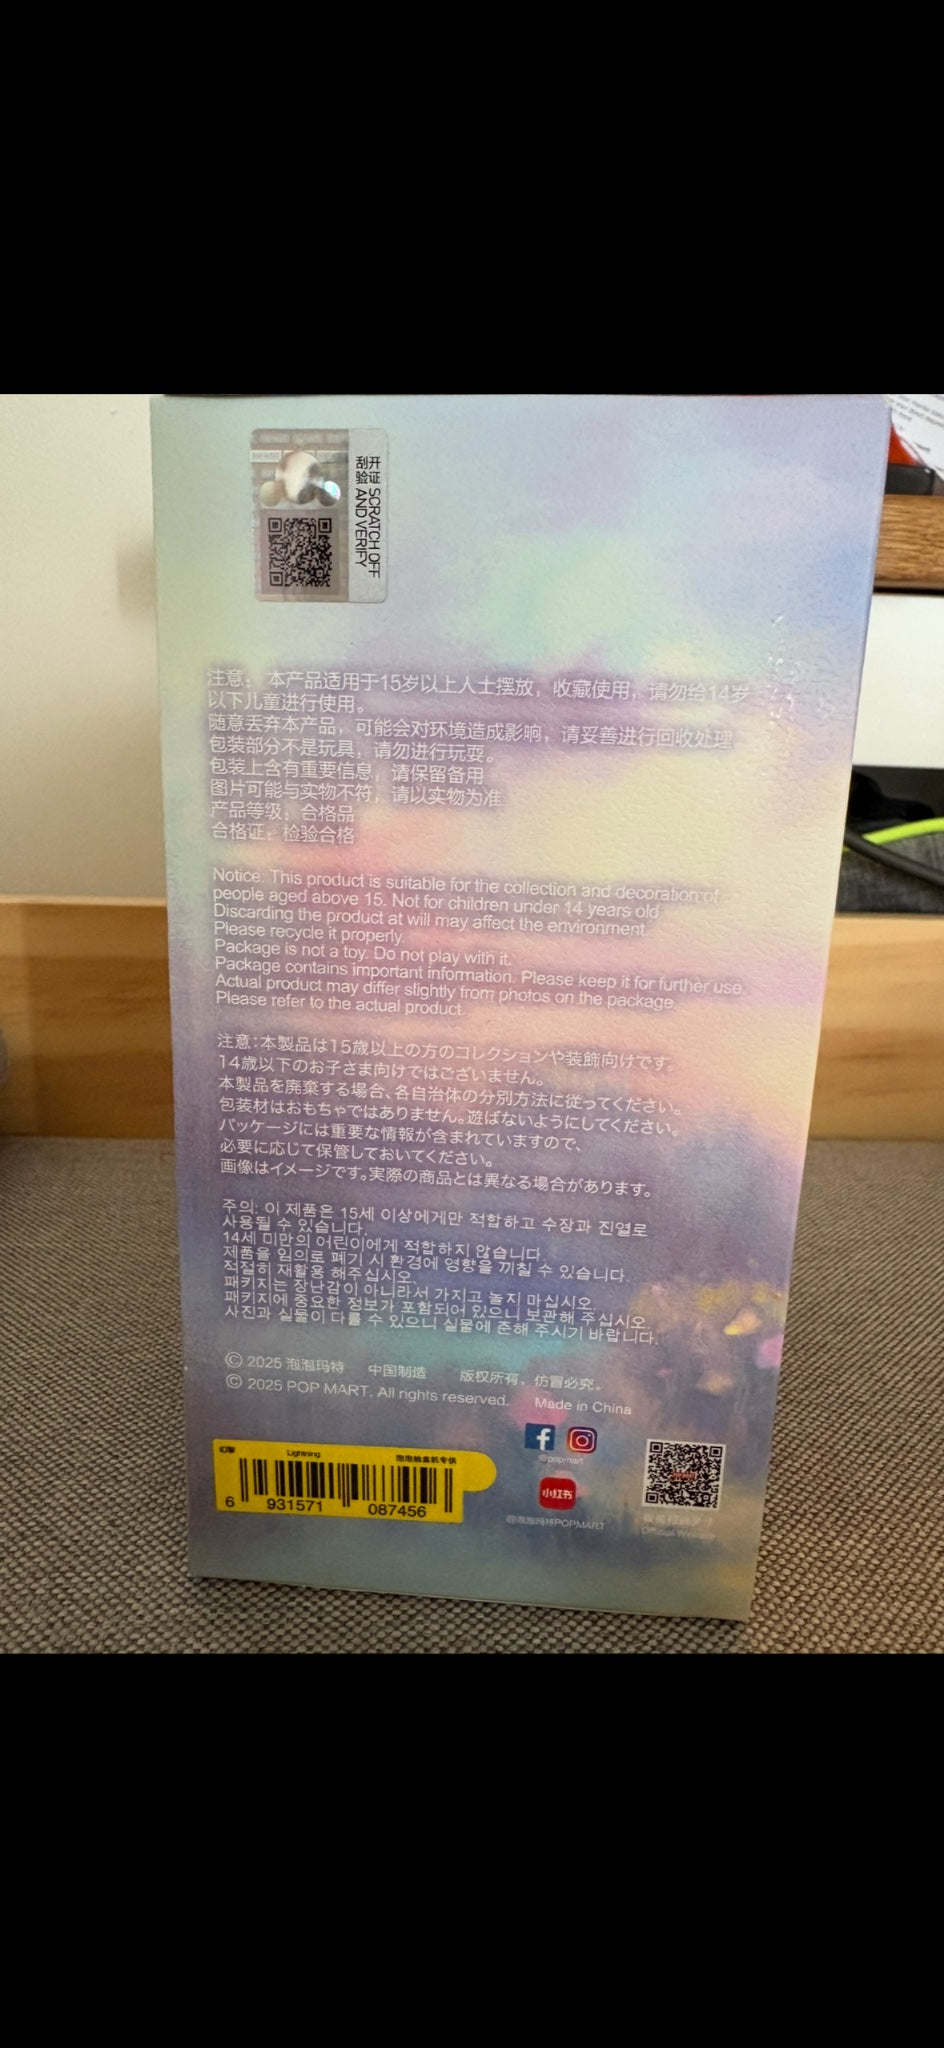 开证 SCRATCH OFF
刮验 AND VERIFY
注意： 本产品适用于15岁以上人士摆放，收藏使用，请勿给14岁
以下儿童进行使用。
随意丢弃本产品，可能会对环境造成影响，请妥善进行回收处理
包装部分不是玩具，请勿进行玩耍。
包装上含有重要信息，请保留备用
图片可能与实物不符，请以实物为准
产品等级：合格品
合格证：检验合格
Notice: This product is suitable for the collection and decoration of
people aged above 15. Not for children under 14 years old.
Discarding the product at will may affect the environment.
Please recycle it properly.
Package is not a toy. Do not play with it.
Package contains important information. Please keep it for further use.
Actual product may differ slightly from photos on the package.
Please refer to the actual product.
注意：本製品は15歳以上の方のコレクションや装飾向けです。
14歳以下のお子さま向けではございません。
本製品を廃棄する場合、各自治体の分別方法に従ってください。
包装材はおもちゃではありません。遊ばないようにしてください。
パッケージには重要な情報が含まれていますので、
必要に応じて保管しておいてください。
画像はイメージです。実際の商品とは異なる場合があります。
주의: 이 제품은 15세 이상에게만 적합하고 수장과 진열로
사용될 수 있습니다.
14세 미만의 어린이에게 적합하지 않습니다.
제품을 임의로 폐기 시 환경에 영향을 끼칠 수 있습니다.
적절히 재활용 해주십시오.
패키지는 장난감이 아니라서 가지고 놀지 마십시오.
패키지에 중요한 정보가 포함되어 있으니 보관해 주십시오.
사진과 실물이 다를 수 있으니 실물에 준해 주시기 바랍니다.
© 2025 泡泡玛特 中国制造 版权所有，仿冒必究。
© 2025 POP MART. All rights reserved. Made in China
@popmart
小红书
@泡泡玛特POPMART
Official Website
Lightning 泡泡抽盒机专供
6 931571 087456